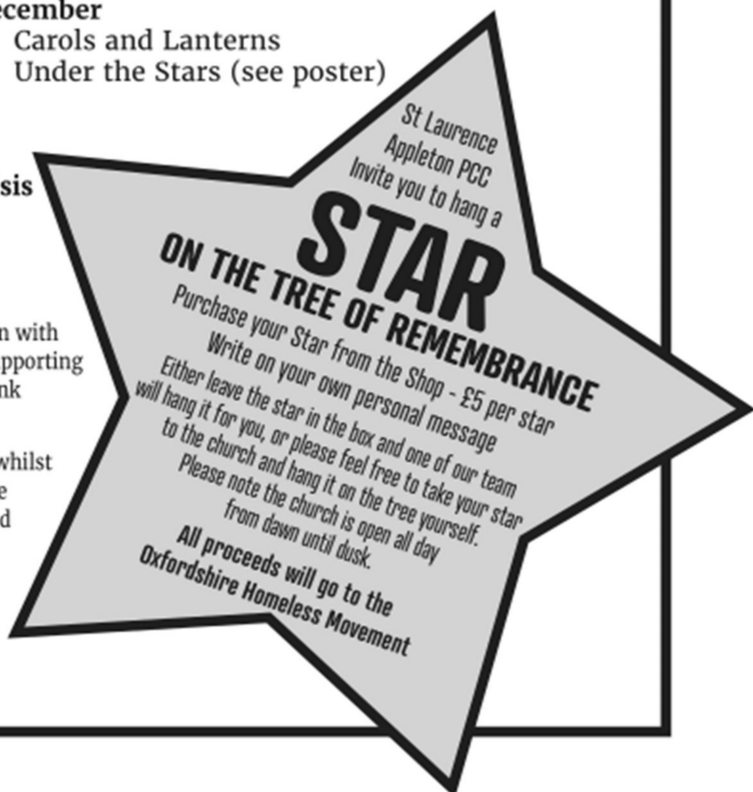 ecember
Carols and Lanterns
Under the Stars (see poster)
sis
n with
pporting
nk
whilst
e
d
St Laurence
Appleton PCC
Invite you to hang a
STAR
ON THE TREE OF REMEMBRANCE
Purchase your Star from the Shop - £5 per star
Write on your own personal message
Either leave the star in the box and one of our team
will hang it for you, or please feel free to take your star
to the church and hang it on the tree yourself.
Please note the church is open all day
from dawn until dusk.
All proceeds will go to the
Oxfordshire Homeless Movement